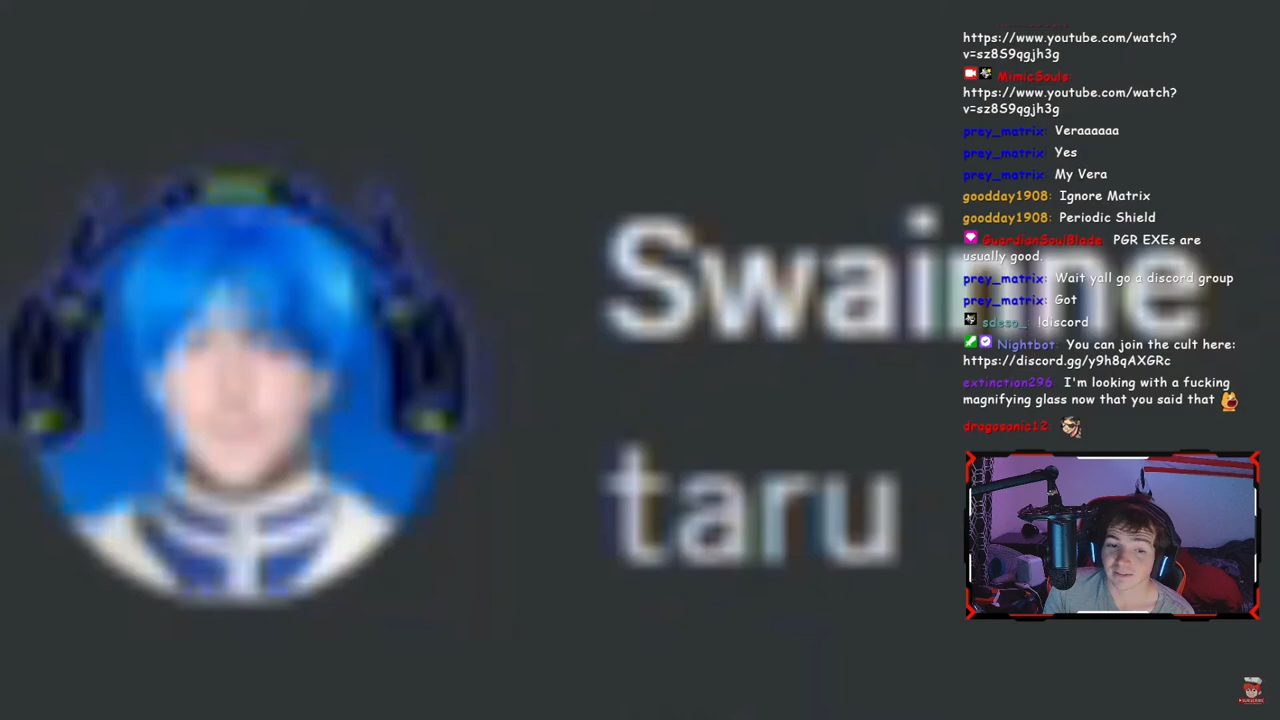 Swaimne
taru
https://www.youtube.com/watch?
v=sz8S9qgjh3g
MimicSouls:
https://www.youtube.com/watch?
v=sz8S9qgjh3g
prey_matrix: Veraaaaaa
prey_matrix: Yes
prey_matrix: My Vera
goodday1908: Ignore Matrix
goodday1908: Periodic Shield
GuardianSoulBlade: PGR EXEs are
usually good.
prey_matrix: Wait yall go a discord group
prey_matrix: Got
sdeso_: !discord
Nightbot: You can join the cult here:
https://discord.gg/y9h8qAXGRc
extinction296: I'm looking with a fucking
magnifying glass now that you said that
dragosonic12: